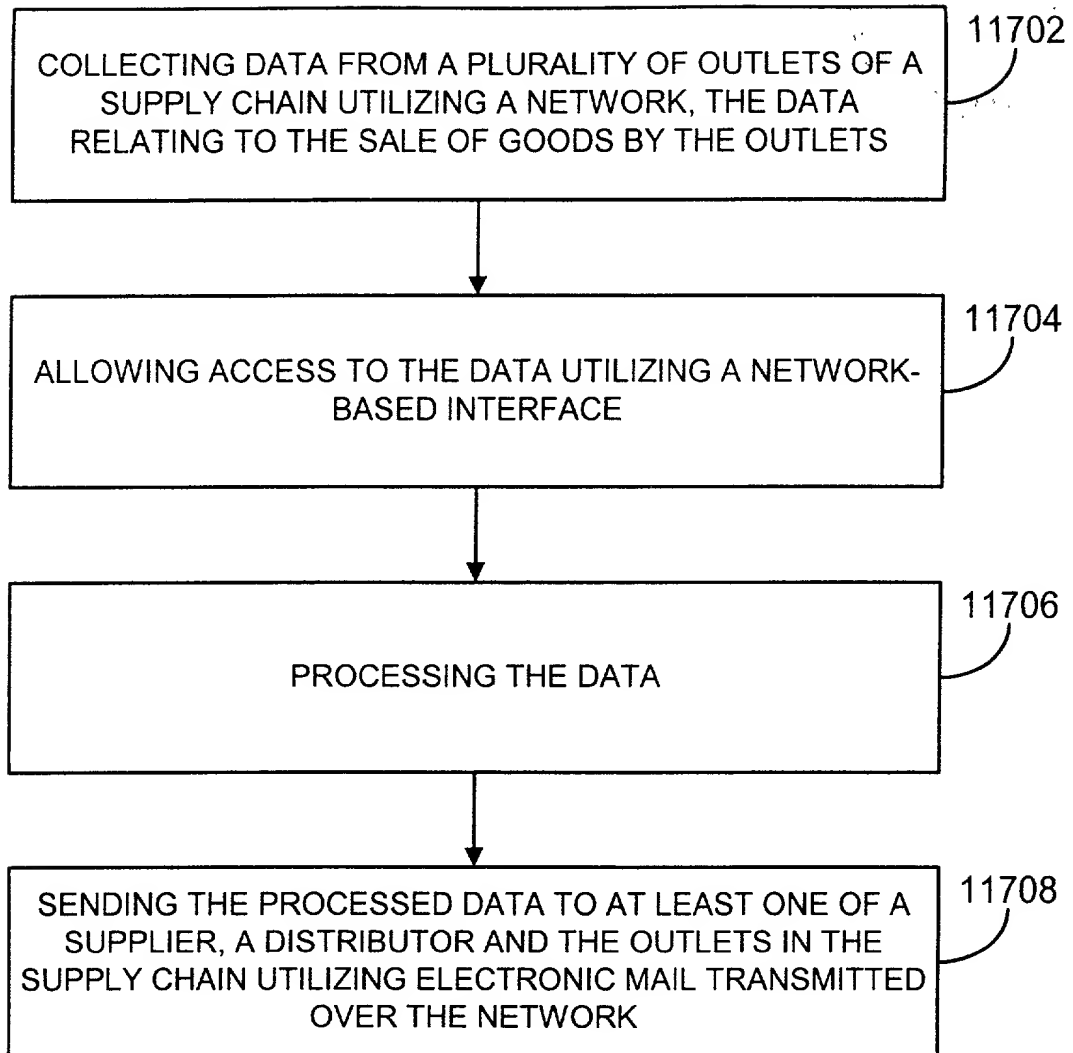 11702
COLLECTING DATA FROM A PLURALITY OF OUTLETS OF A
SUPPLY CHAIN UTILIZING A NETWORK, THE DATA
RELATING TO THE SALE OF GOODS BY THE OUTLETS
11704
ALLOWING ACCESS TO THE DATA UTILIZING A NETWORK-
BASED INTERFACE
11706
PROCESSING THE DATA
11708
SENDING THE PROCESSED DATA TO AT LEAST ONE OF A
SUPPLIER, A DISTRIBUTOR AND THE OUTLETS IN THE
SUPPLY CHAIN UTILIZING ELECTRONIC MAIL TRANSMITTED
OVER THE NETWORK